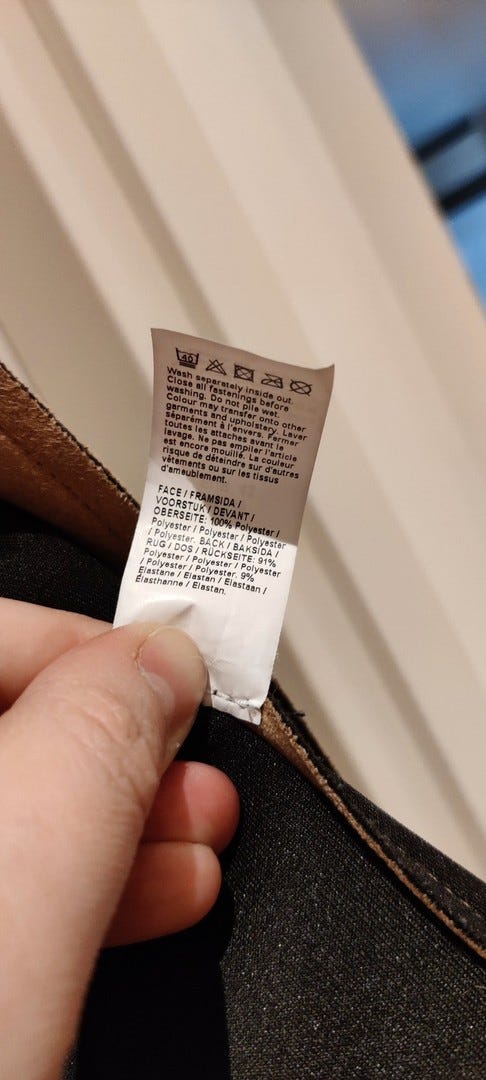 40
Wash separately inside out.
Close all fastenings before
washing. Do not pile wet.
Colour may transfer onto other
garments and upholstery. Laver
séparément à l'envers. Fermer
toutes les attaches avant le
lavage. Ne pas empiler l'article
est encore mouillé. La couleur
risque de déteindre sur d'autres
vêtements ou sur les tissus
d'ameublement.
FACE / FRAMSIDA /
VOORSTUK / DEVANT /
OBERSEITE: 100% Polyester /
Polyester / Polyester / Polyester
/ Polyester. BACK / BAKSIDA /
RUG / DOS / RÜCKSEITE: 91%
Polyester / Polyester / Polyester
/ Polyester / Polyester. 9%
Elastane / Elastan / Elastaan /
Élasthanne / Elastan.